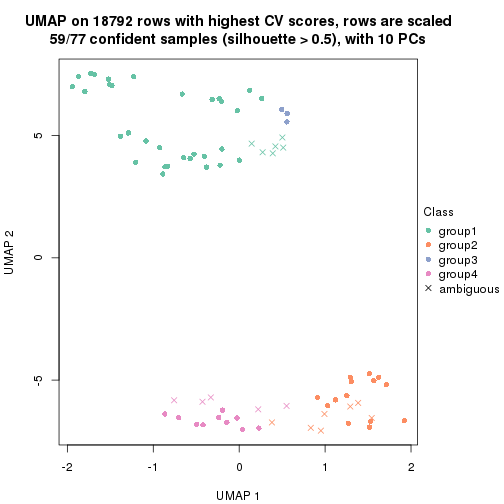 UMAP on 18792 rows with highest CV scores, rows are scaled
59/77 confident samples (silhouette > 0.5), with 10 PCs
5
0
-5
UMAP 2
-2
-1
0
1
2
UMAP 1
Class
group1
group2
group3
group4
ambiguous